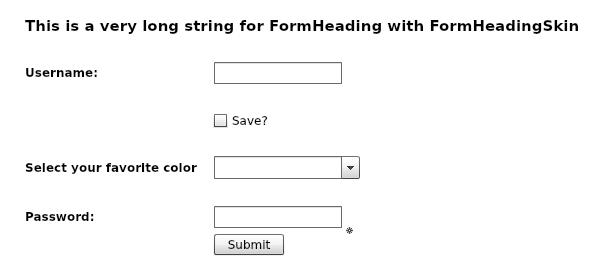 This is a very long string for FormHeading with FormHeadingSkin
Username:
Save?
Select your favorite color
Password:
Submit